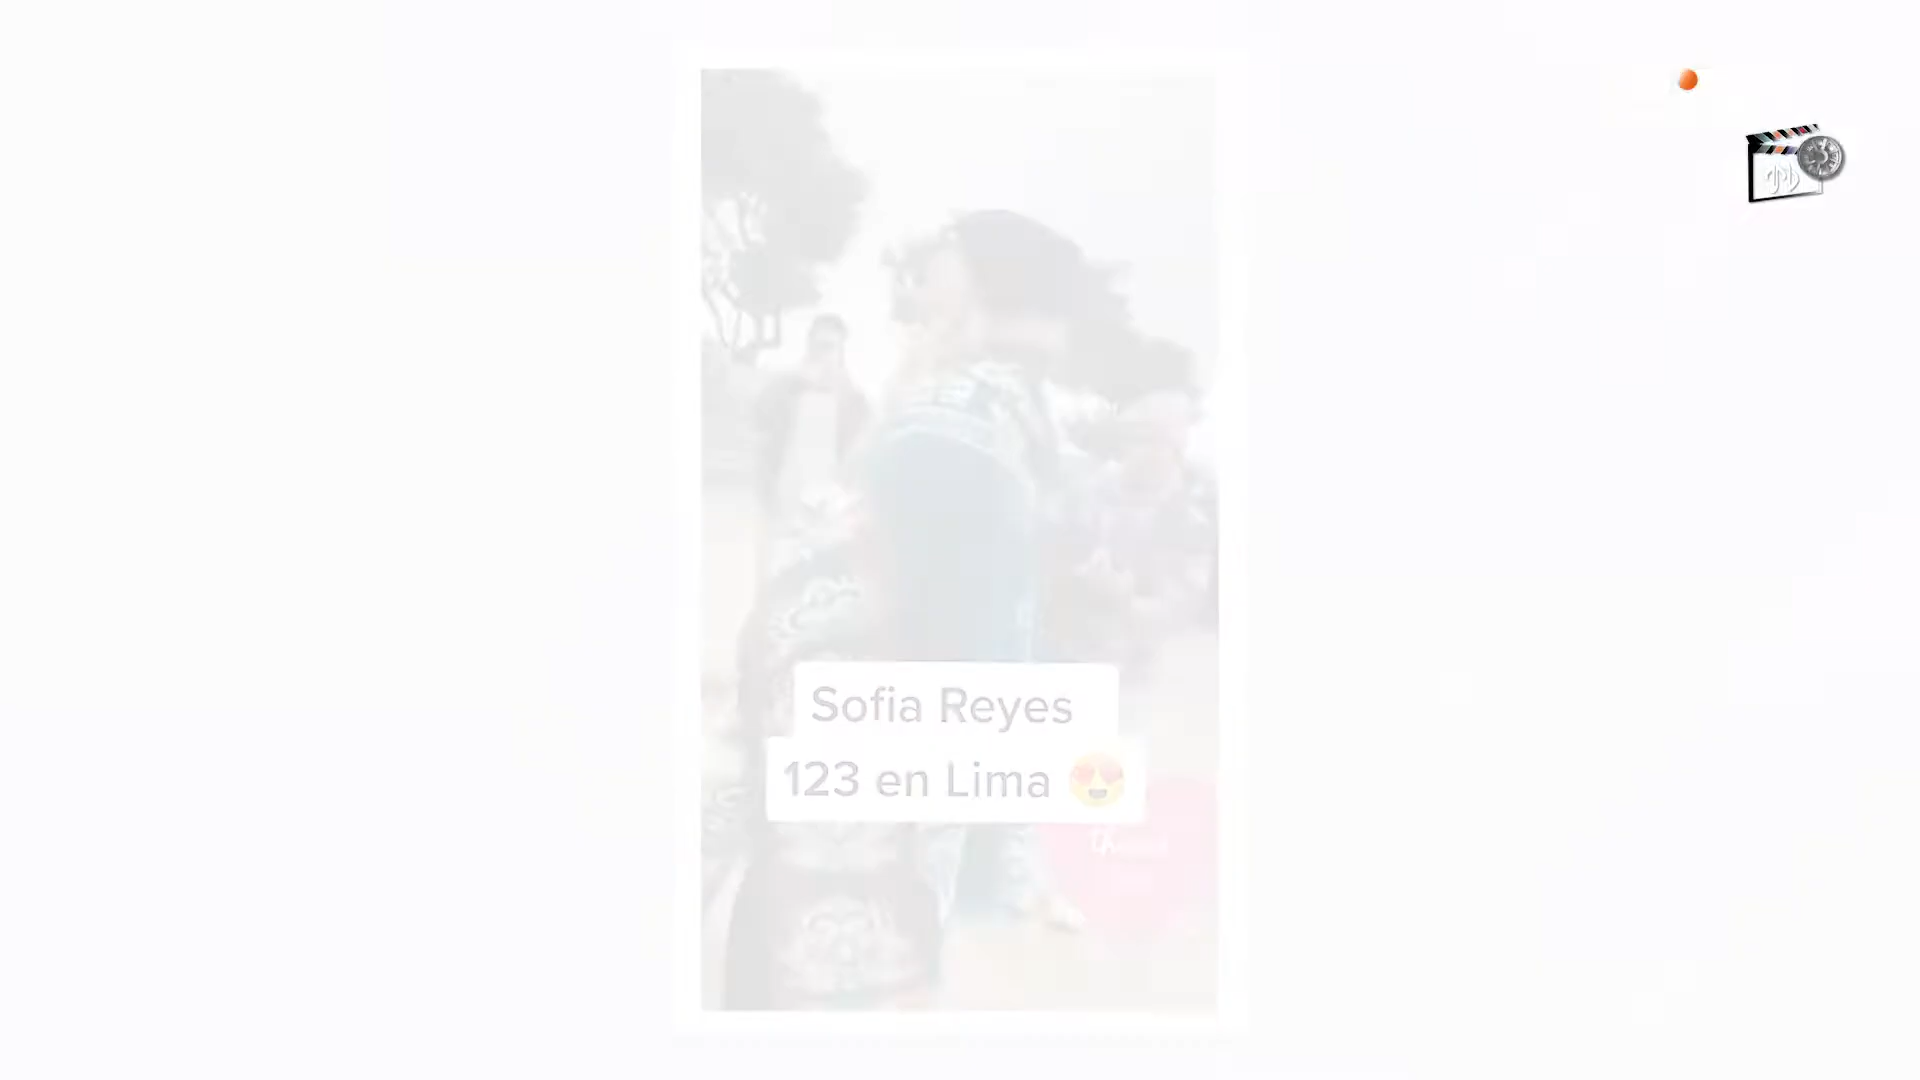 Sofia Reyes
123 en Lima 😍